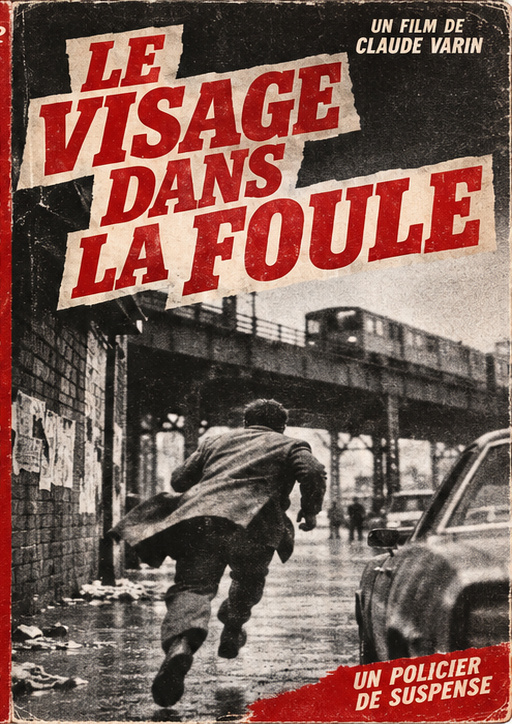 LE
VISAGE
DANS
LA FOULE
UN FILM DE
CLAUDE VARIN
UN POLICIER
DE SUSPENSE